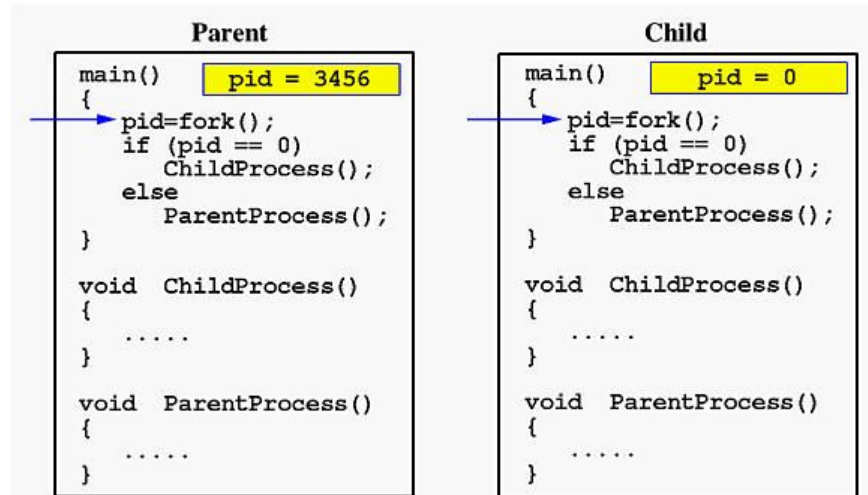 Parent
main()
pid = 3456
{
pid=fork();
if (pid == 0)
ChildProcess();
else
ParentProcess();
}
void ChildProcess()
{
.....
}
void ParentProcess()
{
.....
}
Child
main()
pid = 0
{
pid=fork();
if (pid == 0)
ChildProcess();
else
ParentProcess();
}
void ChildProcess()
{
.....
}
void ParentProcess()
{
.....
}